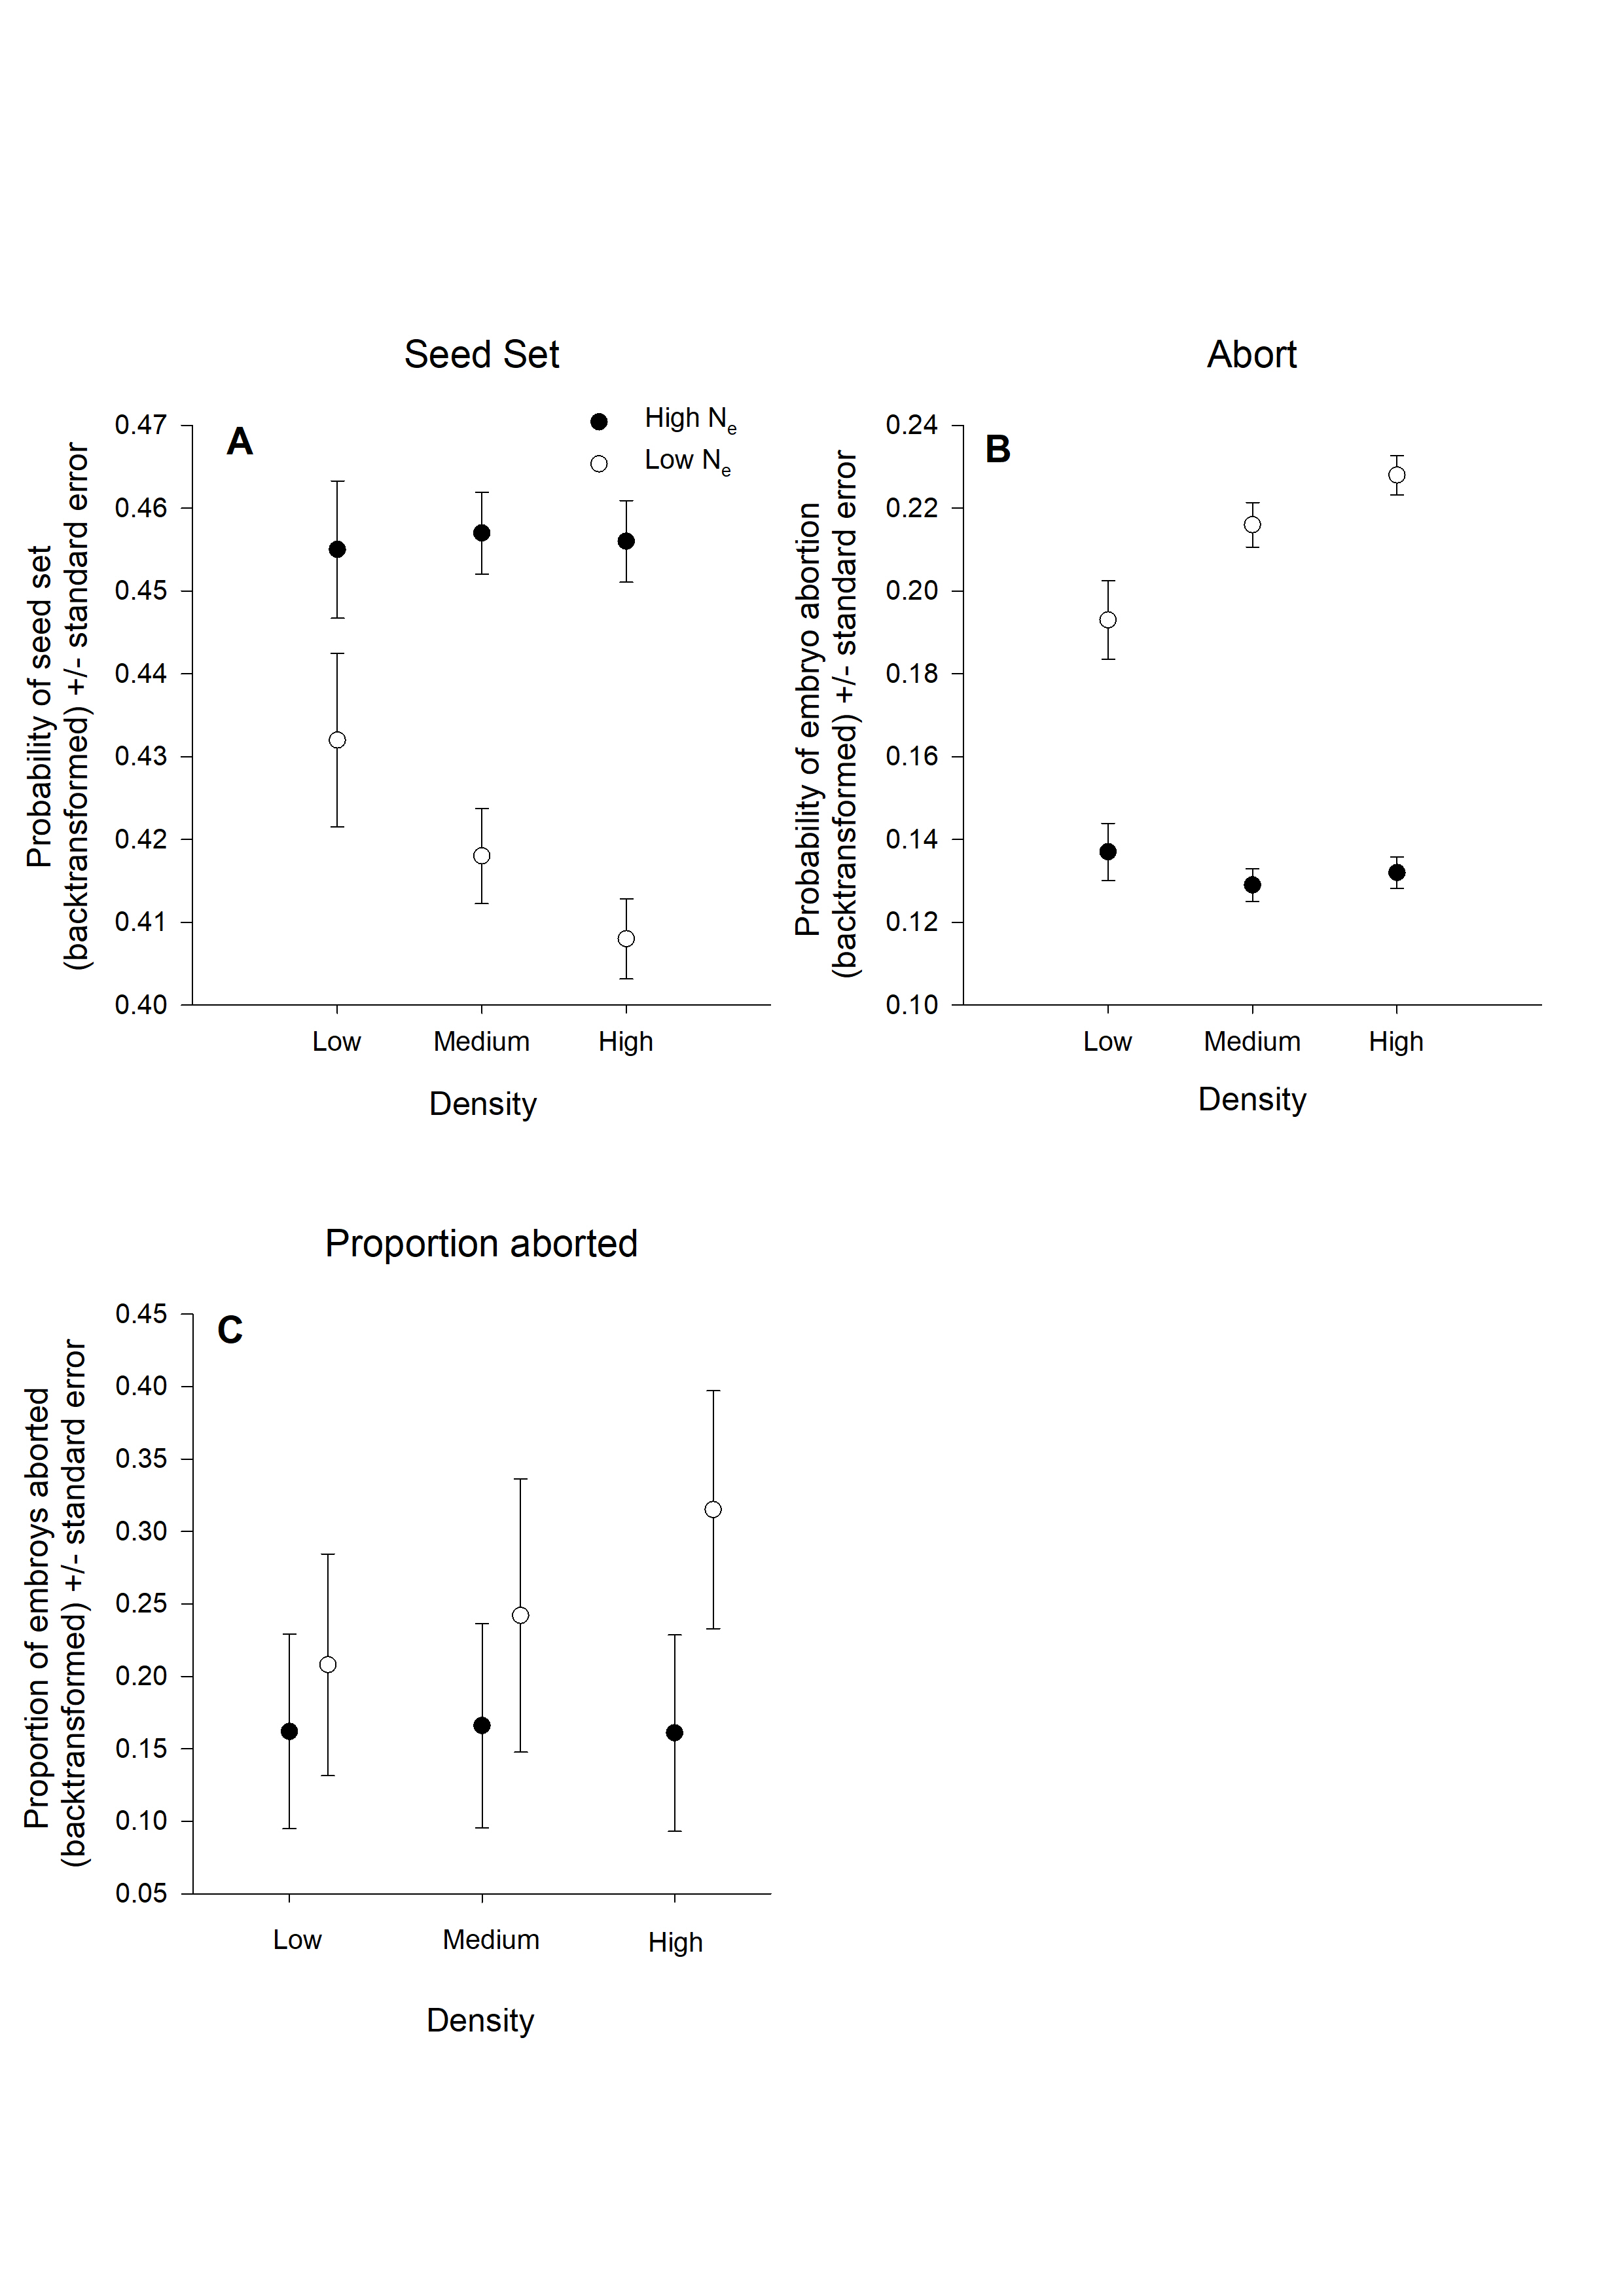 Seed Set
A
High Ne
Low Ne
0.47
0.46
0.45
0.44
0.43
0.42
0.41
0.40
Probability of seed set
(backtransformed) +/- standard error
Low Medium High
Density
Abort
B
0.24
0.22
0.20
0.18
0.16
0.14
0.12
0.10
Probability of embryo abortion
(backtransformed) +/- standard error
Low Medium High
Density
Proportion aborted
C
0.45
0.40
0.35
0.30
0.25
0.20
0.15
0.10
0.05
Proportion of embroys aborted
(backtransformed) +/- standard error
Low Medium High
Density